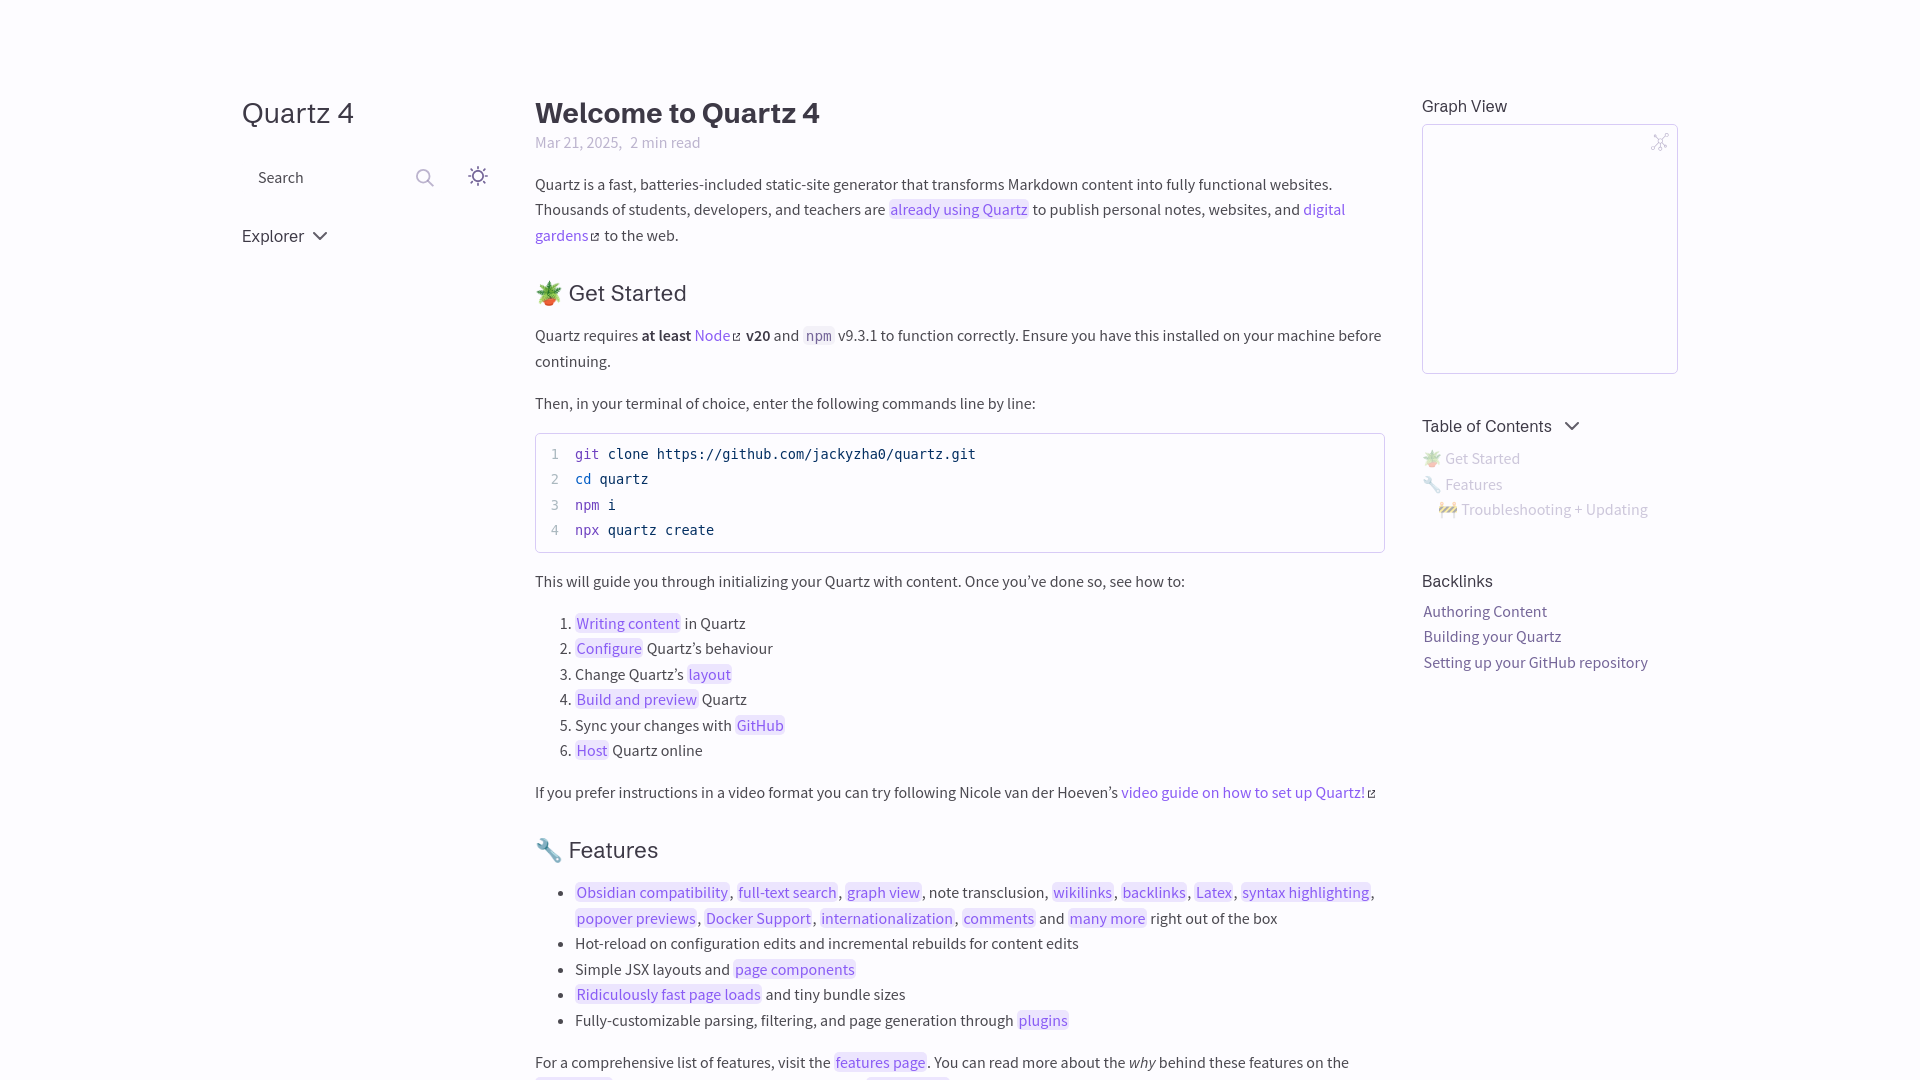 Quartz 4
Search
Explorer
Welcome to Quartz 4
Mar 21, 2025, 2 min read
Quartz is a fast, batteries-included static-site generator that transforms Markdown content into fully functional websites.
Thousands of students, developers, and teachers are already using Quartz to publish personal notes, websites, and digital
gardens to the web.
🪴 Get Started
Quartz requires at least Node v20 and npm v9.3.1 to function correctly. Ensure you have this installed on your machine before
continuing.
Then, in your terminal of choice, enter the following commands line by line:
1 git clone https://github.com/jackyzha0/quartz.git
2 cd quartz
3 npm i
4 npx quartz create
This will guide you through initializing your Quartz with content. Once you’ve done so, see how to:
1. Writing content in Quartz
2. Configure Quartz’s behaviour
3. Change Quartz’s layout
4. Build and preview Quartz
5. Sync your changes with GitHub
6. Host Quartz online
If you prefer instructions in a video format you can try following Nicole van der Hoeven’s video guide on how to set up Quartz!
🔧 Features
• Obsidian compatibility, full-text search, graph view, note transclusion, wikilinks, backlinks, Latex, syntax highlighting,
popover previews, Docker Support, internationalization, comments and many more right out of the box
• Hot-reload on configuration edits and incremental rebuilds for content edits
• Simple JSX layouts and page components
• Ridiculously fast page loads and tiny bundle sizes
• Fully-customizable parsing, filtering, and page generation through plugins
For a comprehensive list of features, visit the features page. You can read more about the why behind these features on the
Graph View
Table of Contents
🪴 Get Started
🔧 Features
🚧 Troubleshooting + Updating
Backlinks
Authoring Content
Building your Quartz
Setting up your GitHub repository